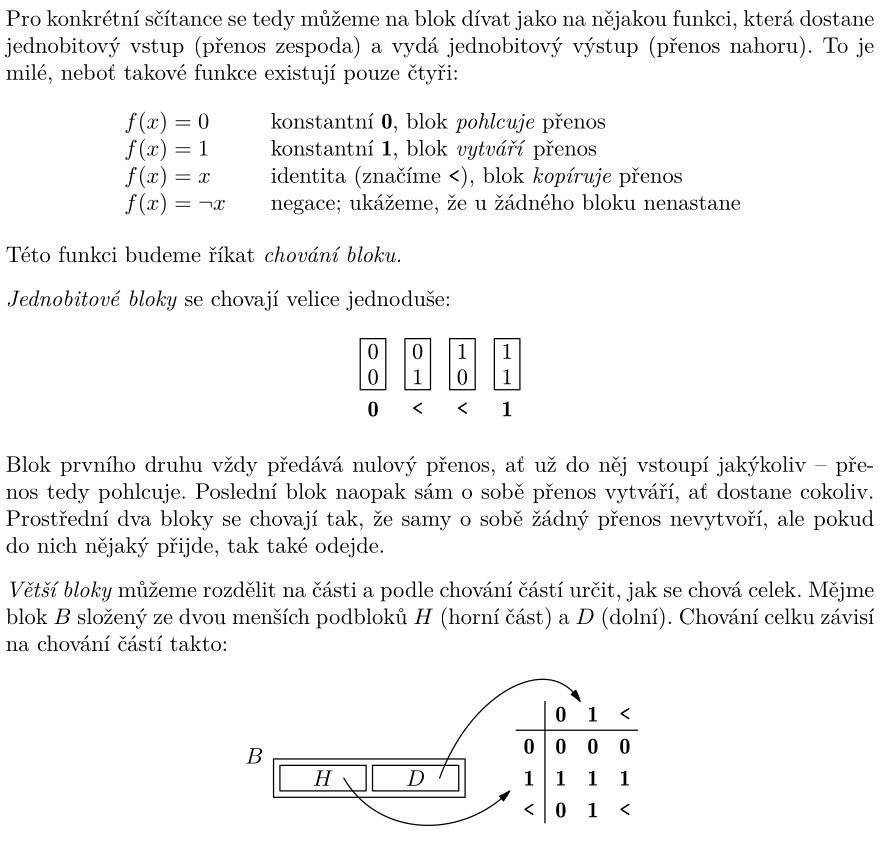 Pro konkrétní sčítance se tedy můžeme na blok dívat jako na nějakou funkci, která dostane
jednobitový vstup (přenos zespoda) a vydá jednobitový výstup (přenos nahoru). To je
milé, neboť takové funkce existují pouze čtyři:
f(x) = 0 konstantní 0, blok pohlcuje přenos
f(x) = 1 konstantní 1, blok vytváří přenos
f(x) = x identita (značíme <), blok kopíruje přenos
f(x) = ¬x negace; ukážeme, že u žádného bloku nenastane
Této funkci budeme říkat chování bloku.
Jednobitové bloky se chovají velice jednoduše:
0 0 1 1
0 1 0 1
0 < < 1
Blok prvního druhu vždy předává nulový přenos, ať už do něj vstoupí jakýkoliv – pře-
nos tedy pohlcuje. Poslední blok naopak sám o sobě přenos vytváří, ať dostane cokoliv.
Prostřední dva bloky se chovají tak, že samy o sobě žádný přenos nevytvoří, ale pokud
do nich nějaký přijde, tak také odejde.
Větší bloky můžeme rozdělit na části a podle chování částí určit, jak se chová celek. Mějme
blok B složený ze dvou menších podbloků H (horní část) a D (dolní). Chování celku závisí
na chování částí takto:
B
H D
0 1 <
0 0 0 0
1 1 1 1
< 0 1 <